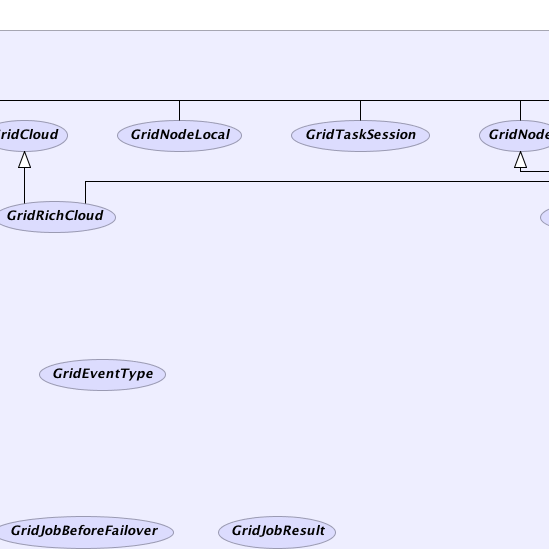 ridCloud GridNodeLocal GridTaskSession GridNode
GridRichCloud
GridEventType
GridJobBeforeFailover GridJobResult